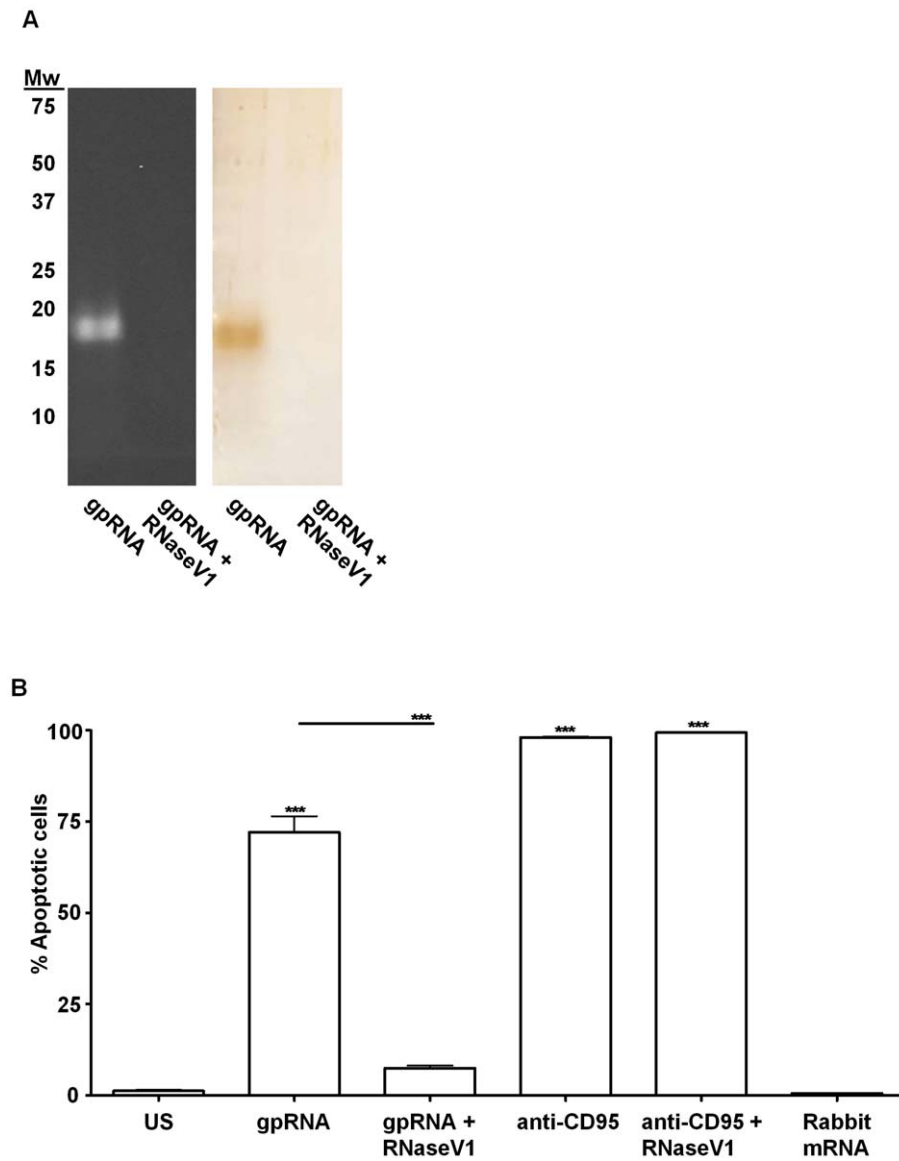 A
Mw
75
50
37
25
20
15
10
gpRNA
gpRNA +
RNaseV1
gpRNA
gpRNA +
RNaseV1
B
% Apoptotic cells
100
75
50
25
0
***
***
***
***
US
gpRNA
gpRNA +
RNaseV1
anti-CD95
anti-CD95 +
RNaseV1
Rabbit
mRNA